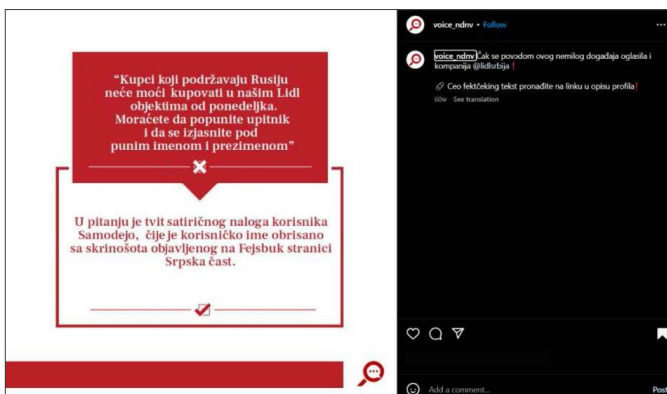 "Kupci koji podržavaju Rusiju
neće moći kupovati u našim Lidl
objektima od ponedeljka.
Moraćete da popunite upitnik
i da se izjasnite pod
punim imenom i prezimenom"
U pitanju je tvit satiričnog naloga korisnika
Samodejo, čije je korisničko ime obrisano
sa skrinošota objavljenog na Fejsbuk stranici
Srpska čast.
voice_ndnv • Follow
voice_ndnv Čak se povodom ovog nemilog događaja oglasila i
kompanija @lidlsrbija❗
🔗 Ceo fektčeking tekst pronađite na linku u opisu profila❗
60w See translation
Add a comment...
Post